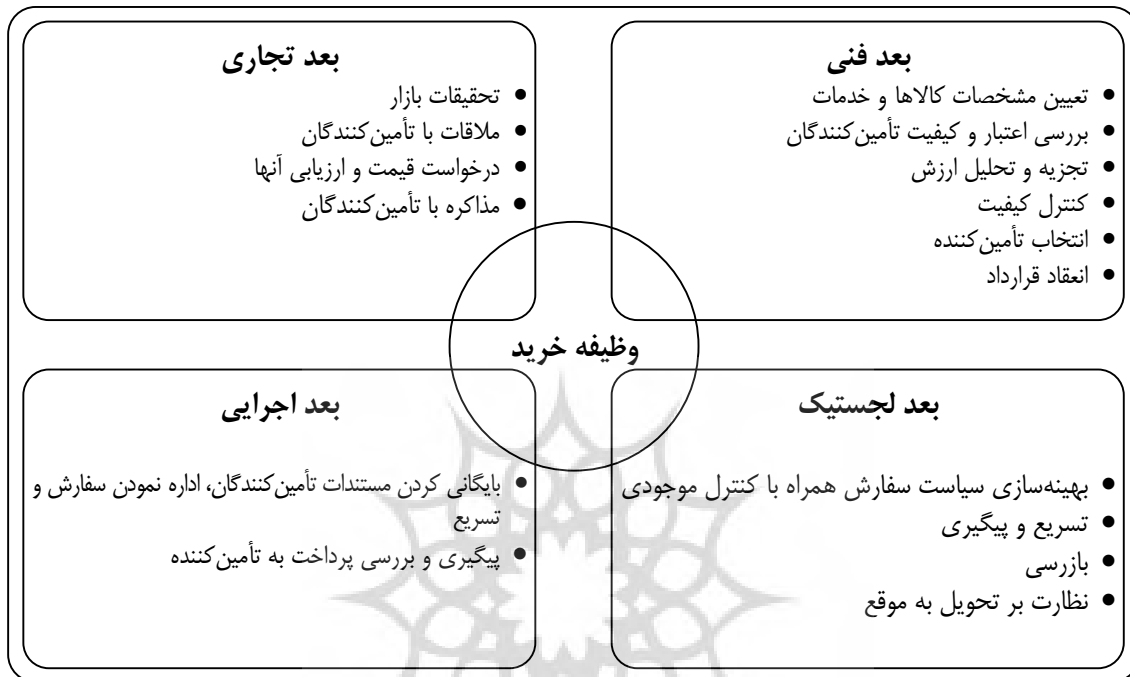 بعد فنی
● تعیین مشخصات کالاها و خدمات
● بررسی اعتبار و کیفیت تأمین‌کنندگان
● تجزیه و تحلیل ارزش
● کنترل کیفیت
● انتخاب تأمین‌کننده
● انعقاد قرارداد
بعد تجاری
● تحقیقات بازار
● ملاقات با تأمین‌کنندگان
● درخواست قیمت و ارزیابی آنها
● مذاکره با تأمین‌کنندگان
وظیفه خرید
بعد لجستیک
● بهینه‌سازی سیاست سفارش همراه با کنترل موجودی
● تسریع و پیگیری
● بازرسی
● نظارت بر تحویل به موقع
بعد اجرایی
● بایگانی کردن مستندات تأمین‌کنندگان، اداره نمودن سفارش و
تسریع
● پیگیری و بررسی پرداخت به تأمین‌کننده